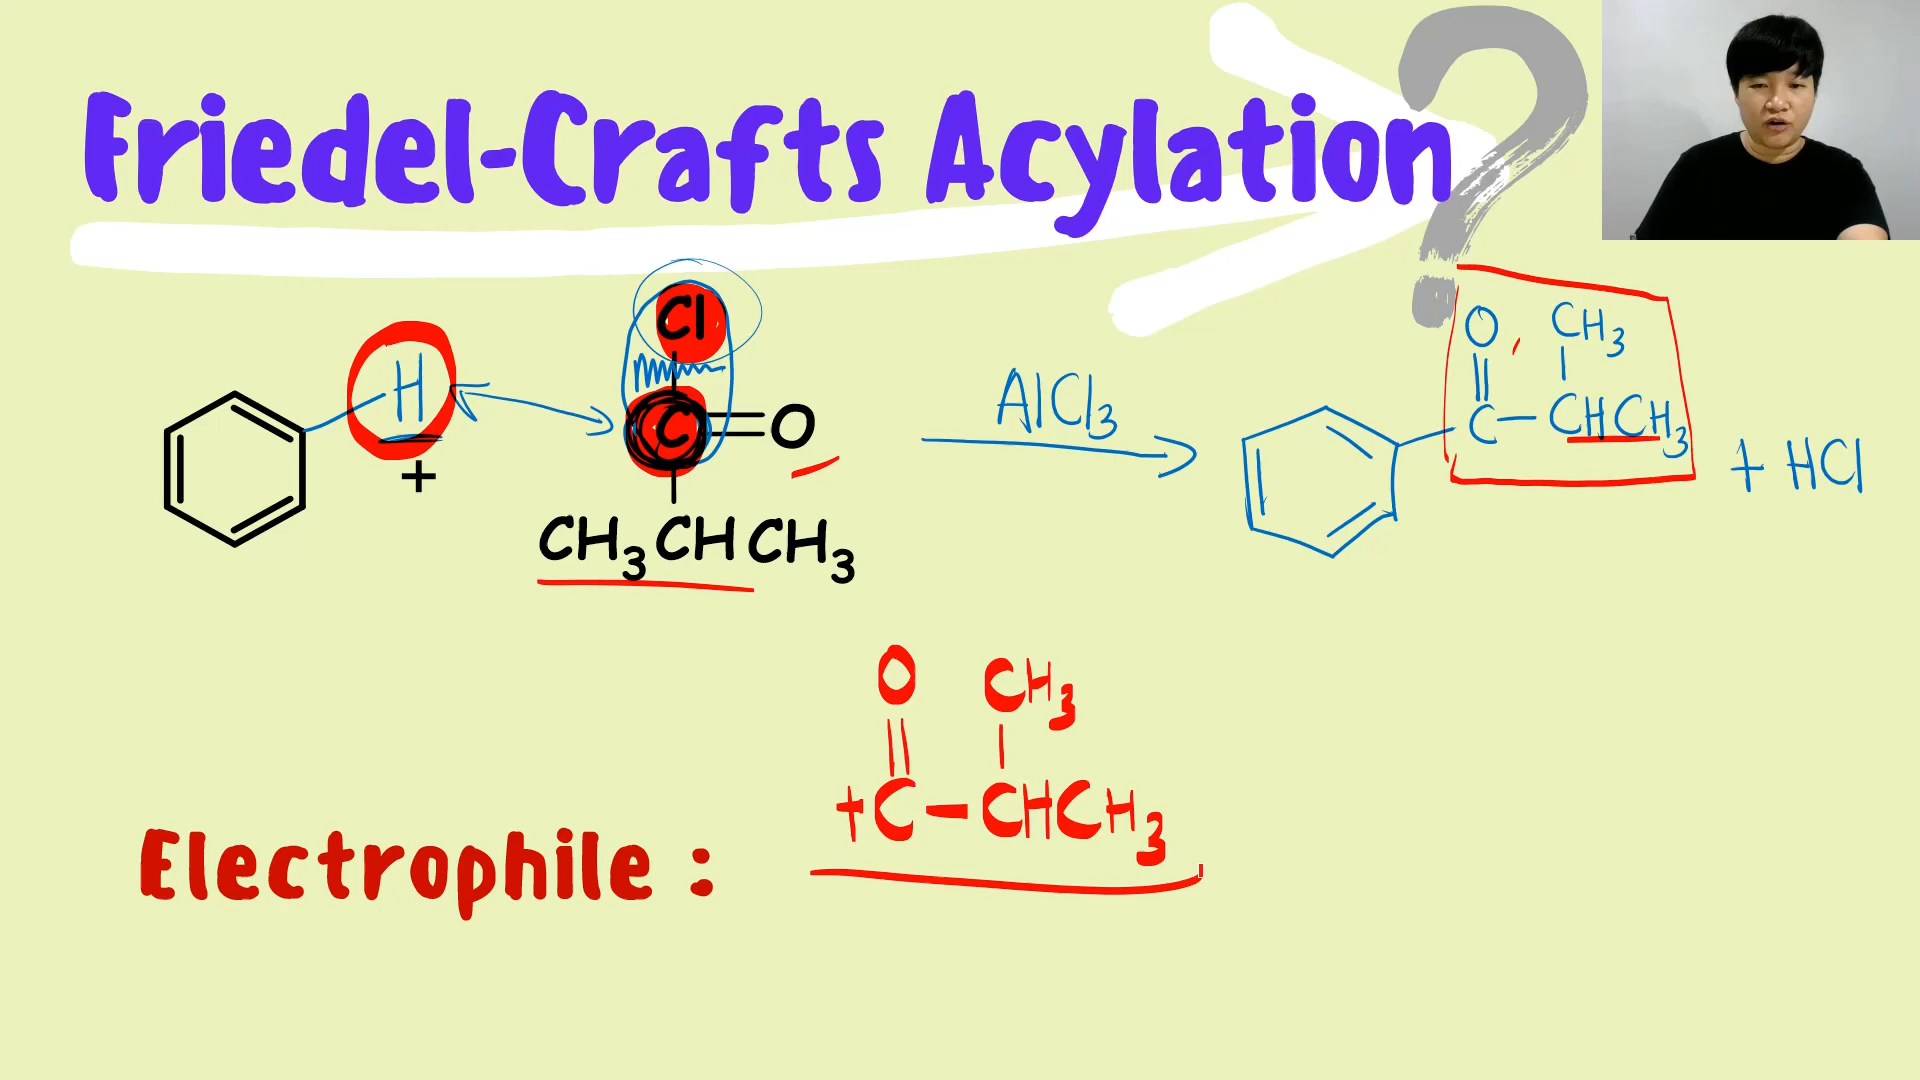 Friedel-Crafts Acylation ?
H
+
Cl
C=O
CH3CHCH3
AlCl3
O CH3
C-CHCH3
+ HCl
O CH3
+C-CHCH3
Electrophile :